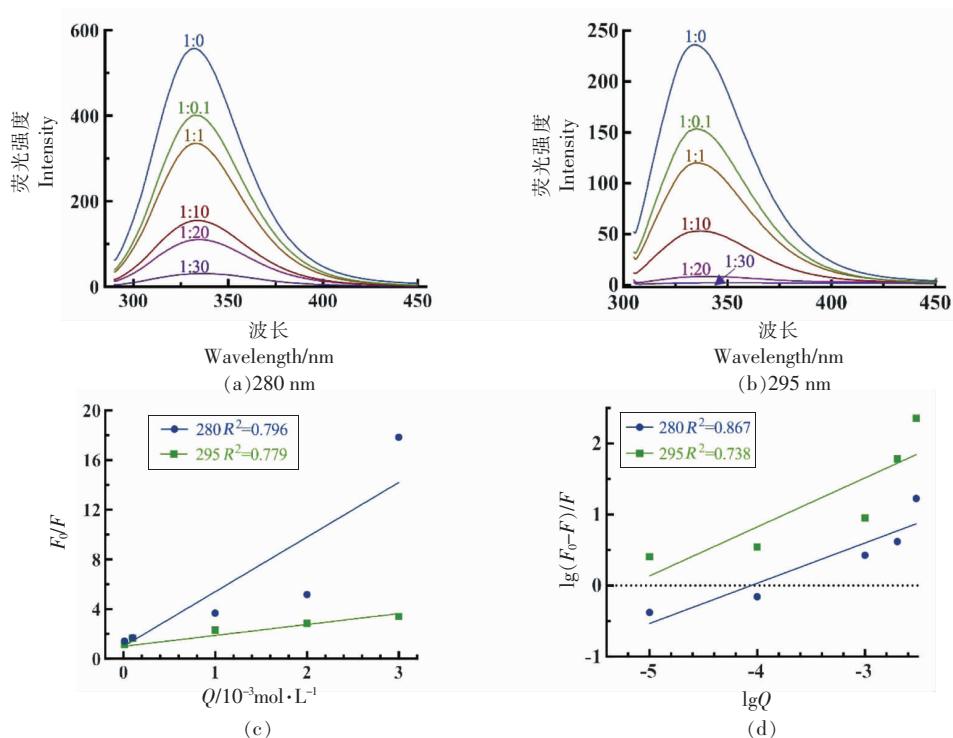 600
400
200
0
300
350
400
450
荧光强度
Intensity
1:0
1:0.1
1:1
1:10
1:20
1:30
波长
Wavelength/nm
(a)280 nm
250
200
150
100
50
0
300
350
400
450
荧光强度
Intensity
1:0
1:0.1
1:1
1:10
1:20
1:30
波长
Wavelength/nm
(b)295 nm
20
16
12
8
4
0
0
1
2
3
F₀/F
280 R²=0.796
295 R²=0.779
Q/10⁻³mol·L⁻¹
(c)
2
1
0
-1
-5
-4
-3
lg(F₀-F)/F
280 R²=0.867
295 R²=0.738
lgQ
(d)